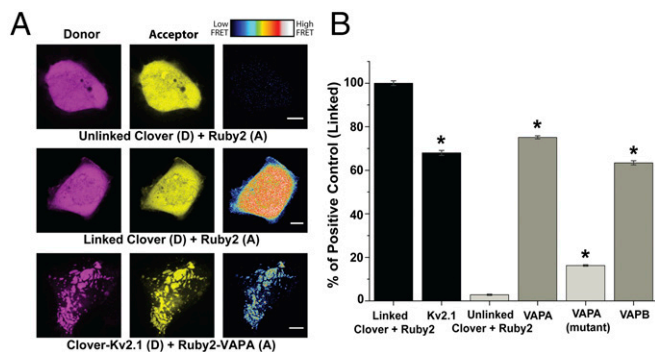 A
Donor
Acceptor
Low FRET
High FRET
Unlinked Clover (D) + Ruby2 (A)
Linked Clover (D) + Ruby2 (A)
Clover-Kv2.1 (D) + Ruby2-VAPA (A)
B
% of Positive Control (Linked)
100
80
60
40
20
0
*
*
*
*
Linked Clover + Ruby2
Kv2.1
Unlinked Clover + Ruby2
VAPA
VAPA (mutant)
VAPB